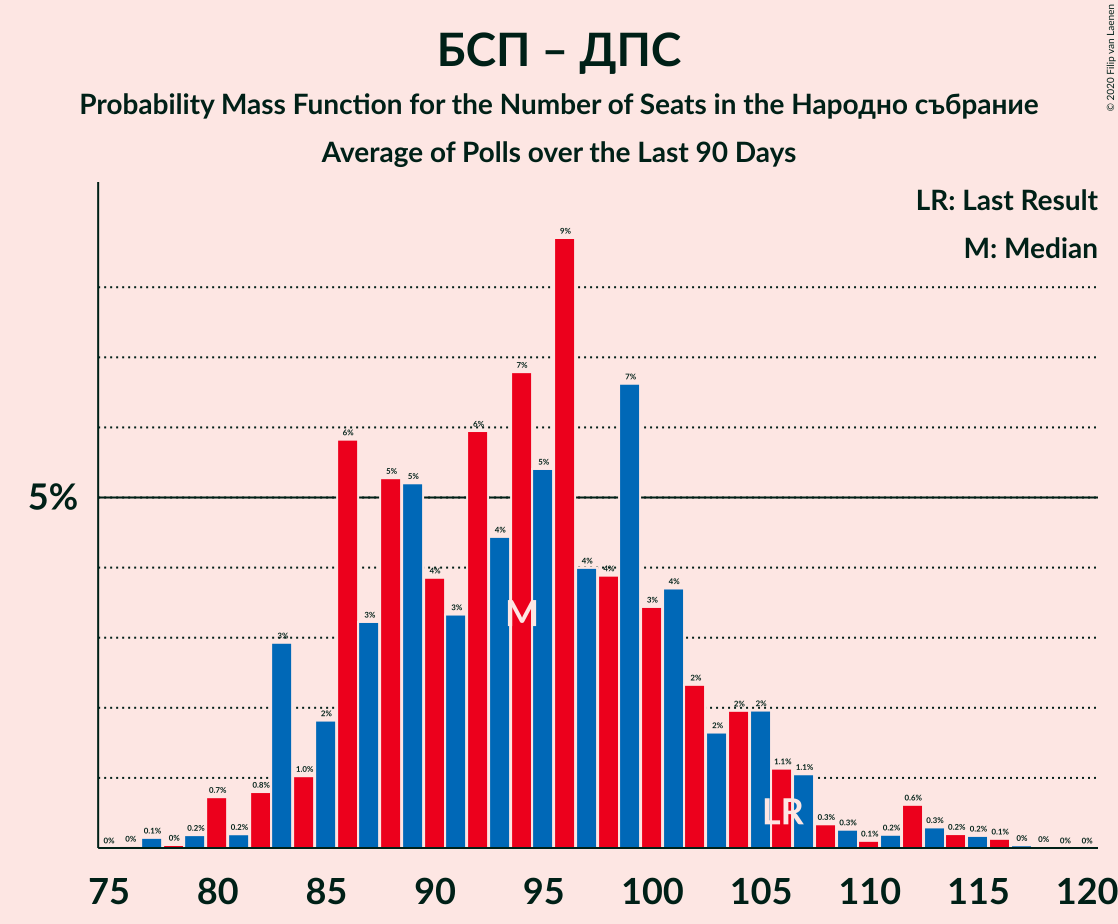 БСП – ДПС
Probability Mass Function for the Number of Seats in the Народно събрание
Average of Polls over the Last 90 Days
© 2020 Filip van Laenen
LR: Last Result
M: Median
5%
0% 0% 0.1% 0% 0.2% 0.7% 0.2% 0.8% 3% 1.0% 2% 6% 3% 5% 5% 4% 3% 6% 4% 7% 5% 9% 4% 4% 7% 3% 4% 2% 2% 2% 2% 1.1% 1.1% 0.3% 0.3% 0.1% 0.2% 0.6% 0.3% 0.2% 0.2% 0.1% 0% 0% 0% 0%
M
LR
75 80 85 90 95 100 105 110 115 120